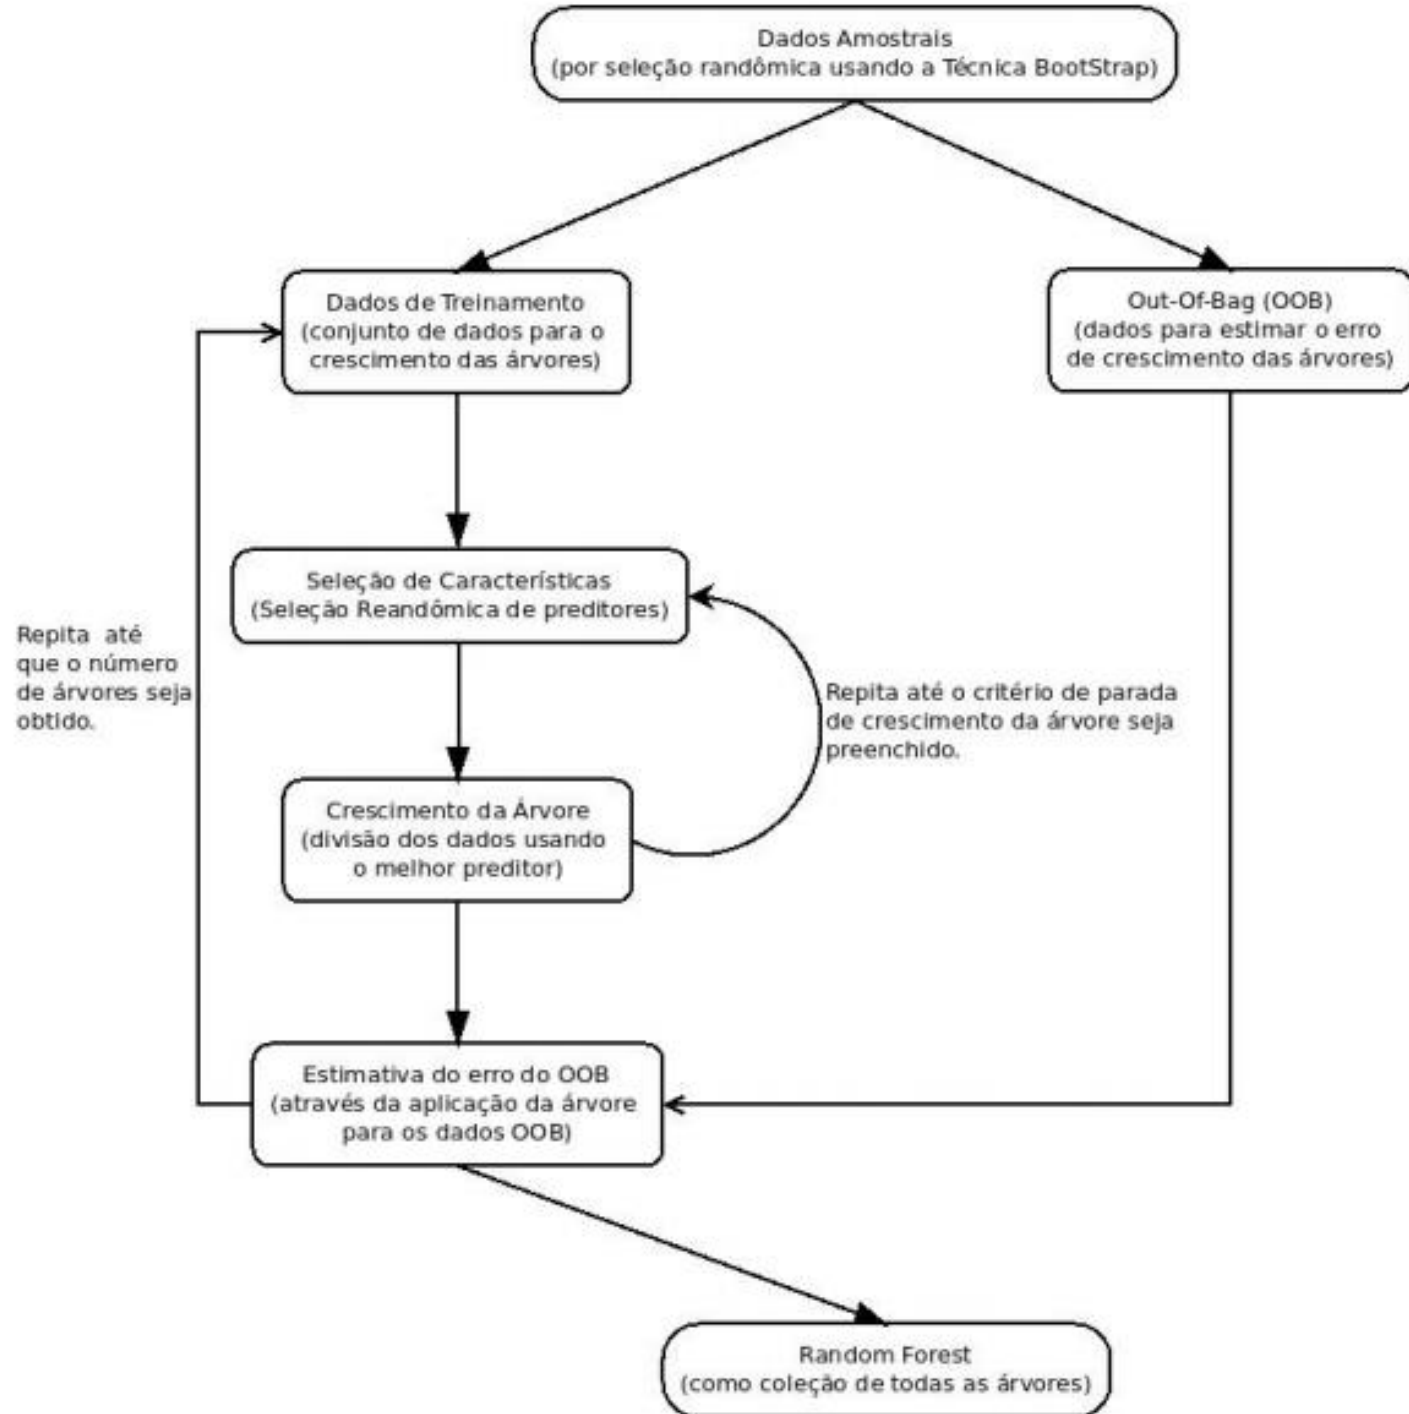 Dados Amostrais
(por seleção randômica usando a Técnica BootStrap)
Dados de Treinamento
(conjunto de dados para o
crescimento das árvores)
Out-Of-Bag (OOB)
(dados para estimar o erro
de crescimento das árvores)
Seleção de Características
(Seleção Reandômica de preditores)
Repita até
que o número
de árvores seja
obtido.
Repita até o critério de parada
de crescimento da árvore seja
preenchido.
Crescimento da Árvore
(divisão dos dados usando
o melhor preditor)
Estimativa do erro do OOB
(através da aplicação da árvore
para os dados OOB)
Random Forest
(como coleção de todas as árvores)